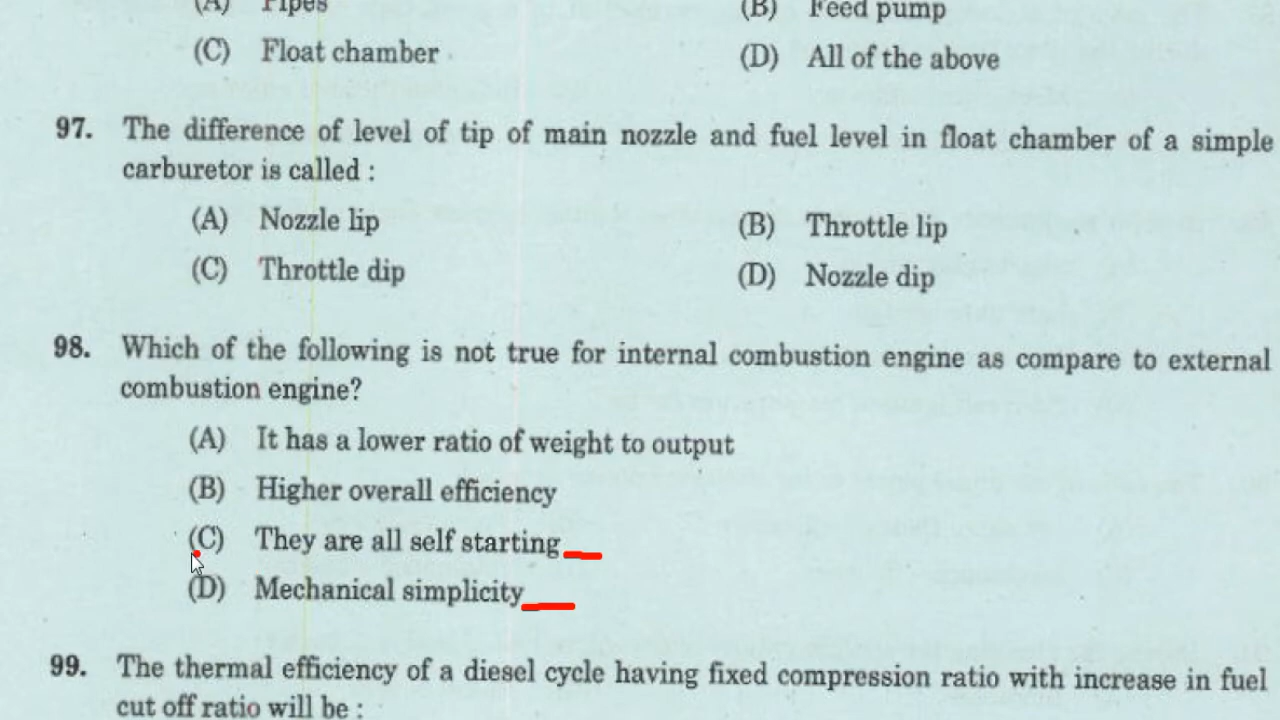 (A) Pipes
(B) Feed pump
(C) Float chamber
(D) All of the above
97. The difference of level of tip of main nozzle and fuel level in float chamber of a simple
carburetor is called :
(A) Nozzle lip
(B) Throttle lip
(C) Throttle dip
(D) Nozzle dip
98. Which of the following is not true for internal combustion engine as compare to external
combustion engine?
(A) It has a lower ratio of weight to output
(B) Higher overall efficiency
(C) They are all self starting
(D) Mechanical simplicity
99. The thermal efficiency of a diesel cycle having fixed compression ratio with increase in fuel
cut off ratio will be :